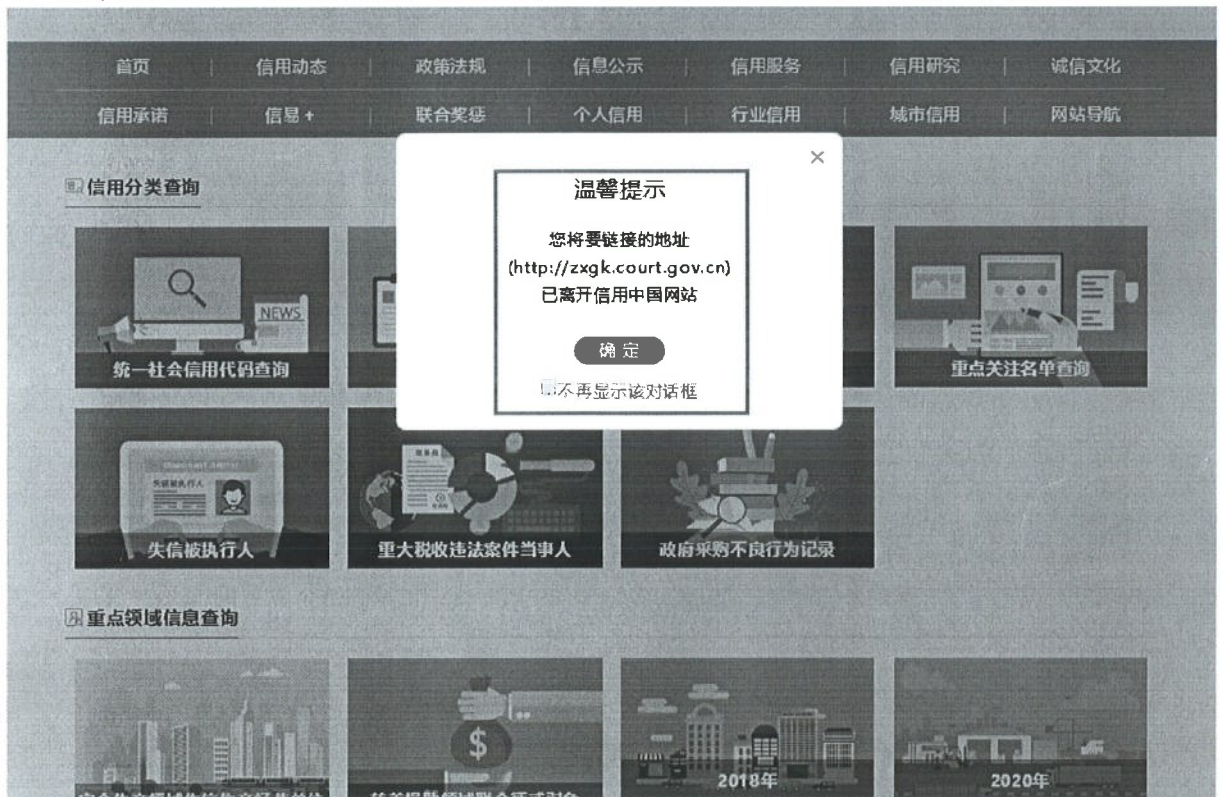 首页 | 信用动态 | 政策法规 | 信息公示 | 信用服务 | 信用研究 | 诚信文化
信用承诺 | 信易+ | 联合奖惩 | 个人信用 | 行业信用 | 城市信用 | 网站导航
×
信用分类查询
温馨提示
您将要链接的地址
(http://zxgk.court.gov.cn)
已离开信用中国网站
确定
不再显示该对话框
NEWS
统一社会信用代码查询
重点关注名单查询
失信被执行人
失信被执行人
重大税收违法案件当事人
政府采购不良行为记录
重点领域信息查询
$
2018年
2020年